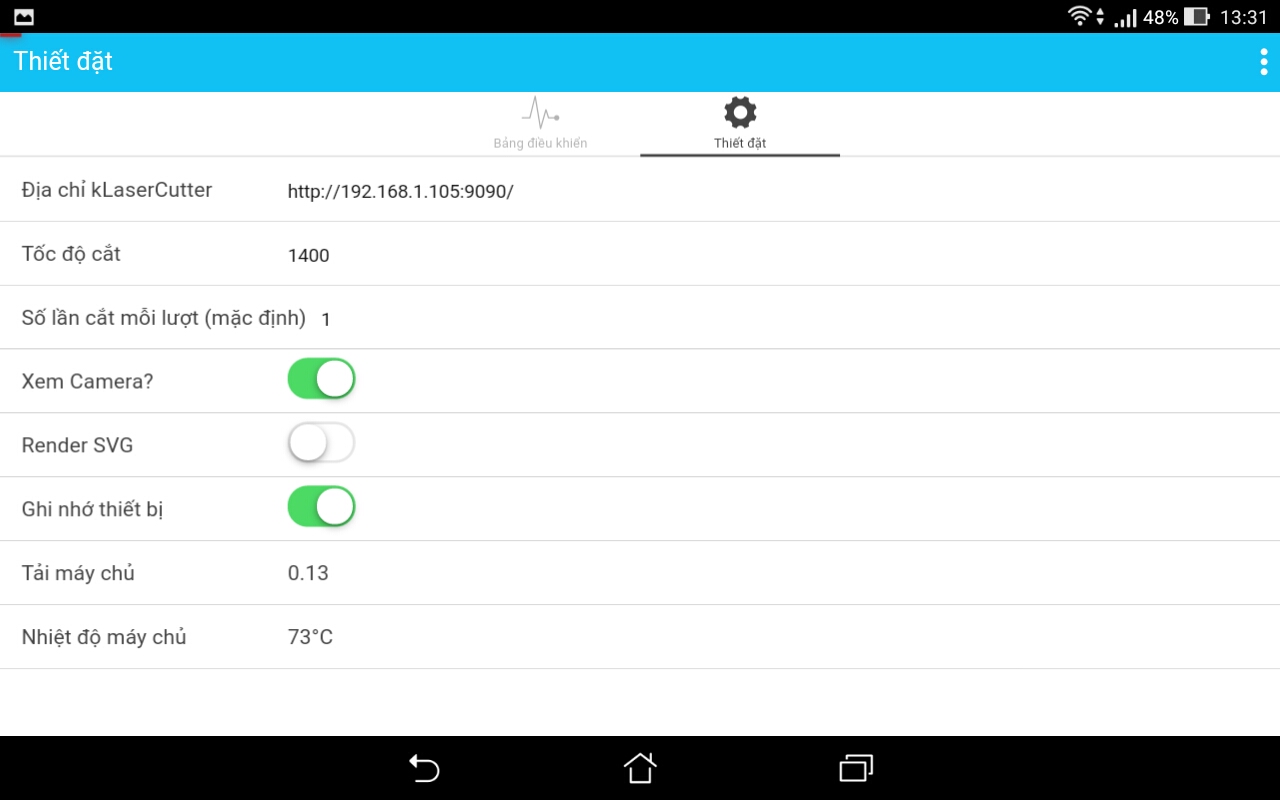 48% 13:31
Thiết đặt
Bảng điều khiển
Thiết đặt
Địa chỉ kLaserCutter http://192.168.1.105:9090/
Tốc độ cắt 1400
Số lần cắt mỗi lượt (mặc định) 1
Xem Camera?
Render SVG
Ghi nhớ thiết bị
Tải máy chủ 0.13
Nhiệt độ máy chủ 73°C